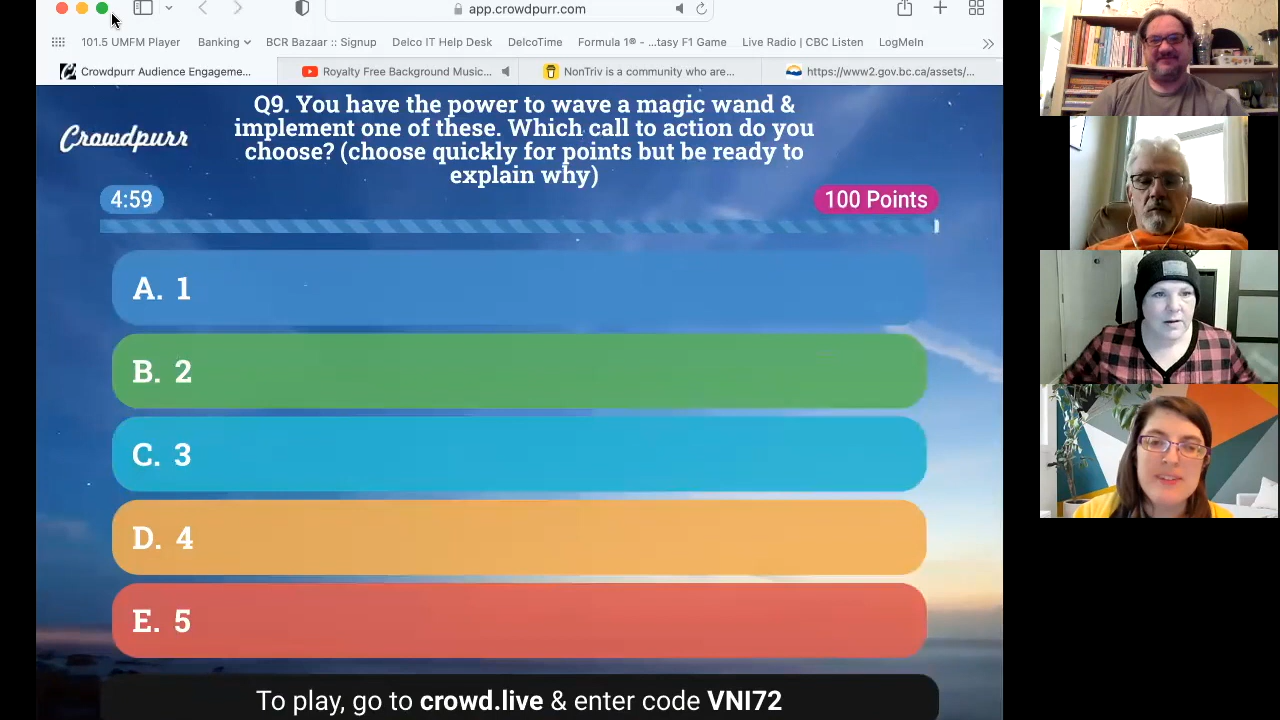 app.crowdpurr.com
101.5 UMFM Player Banking BCR Bazaar :: Signup Delco IT Help Desk DelcoTime Formula 1® - ...tasy F1 Game Live Radio | CBC Listen LogMeIn
Crowdpurr Audience Engageme... Royalty Free Background Music... NonTriv is a community who are... https://www2.gov.bc.ca/assets/...
Crowdpurr
Q9. You have the power to wave a magic wand &
implement one of these. Which call to action do you
choose? (choose quickly for points but be ready to
explain why)
4:59
100 Points
A. 1
B. 2
C. 3
D. 4
E. 5
To play, go to crowd.live & enter code VNI72